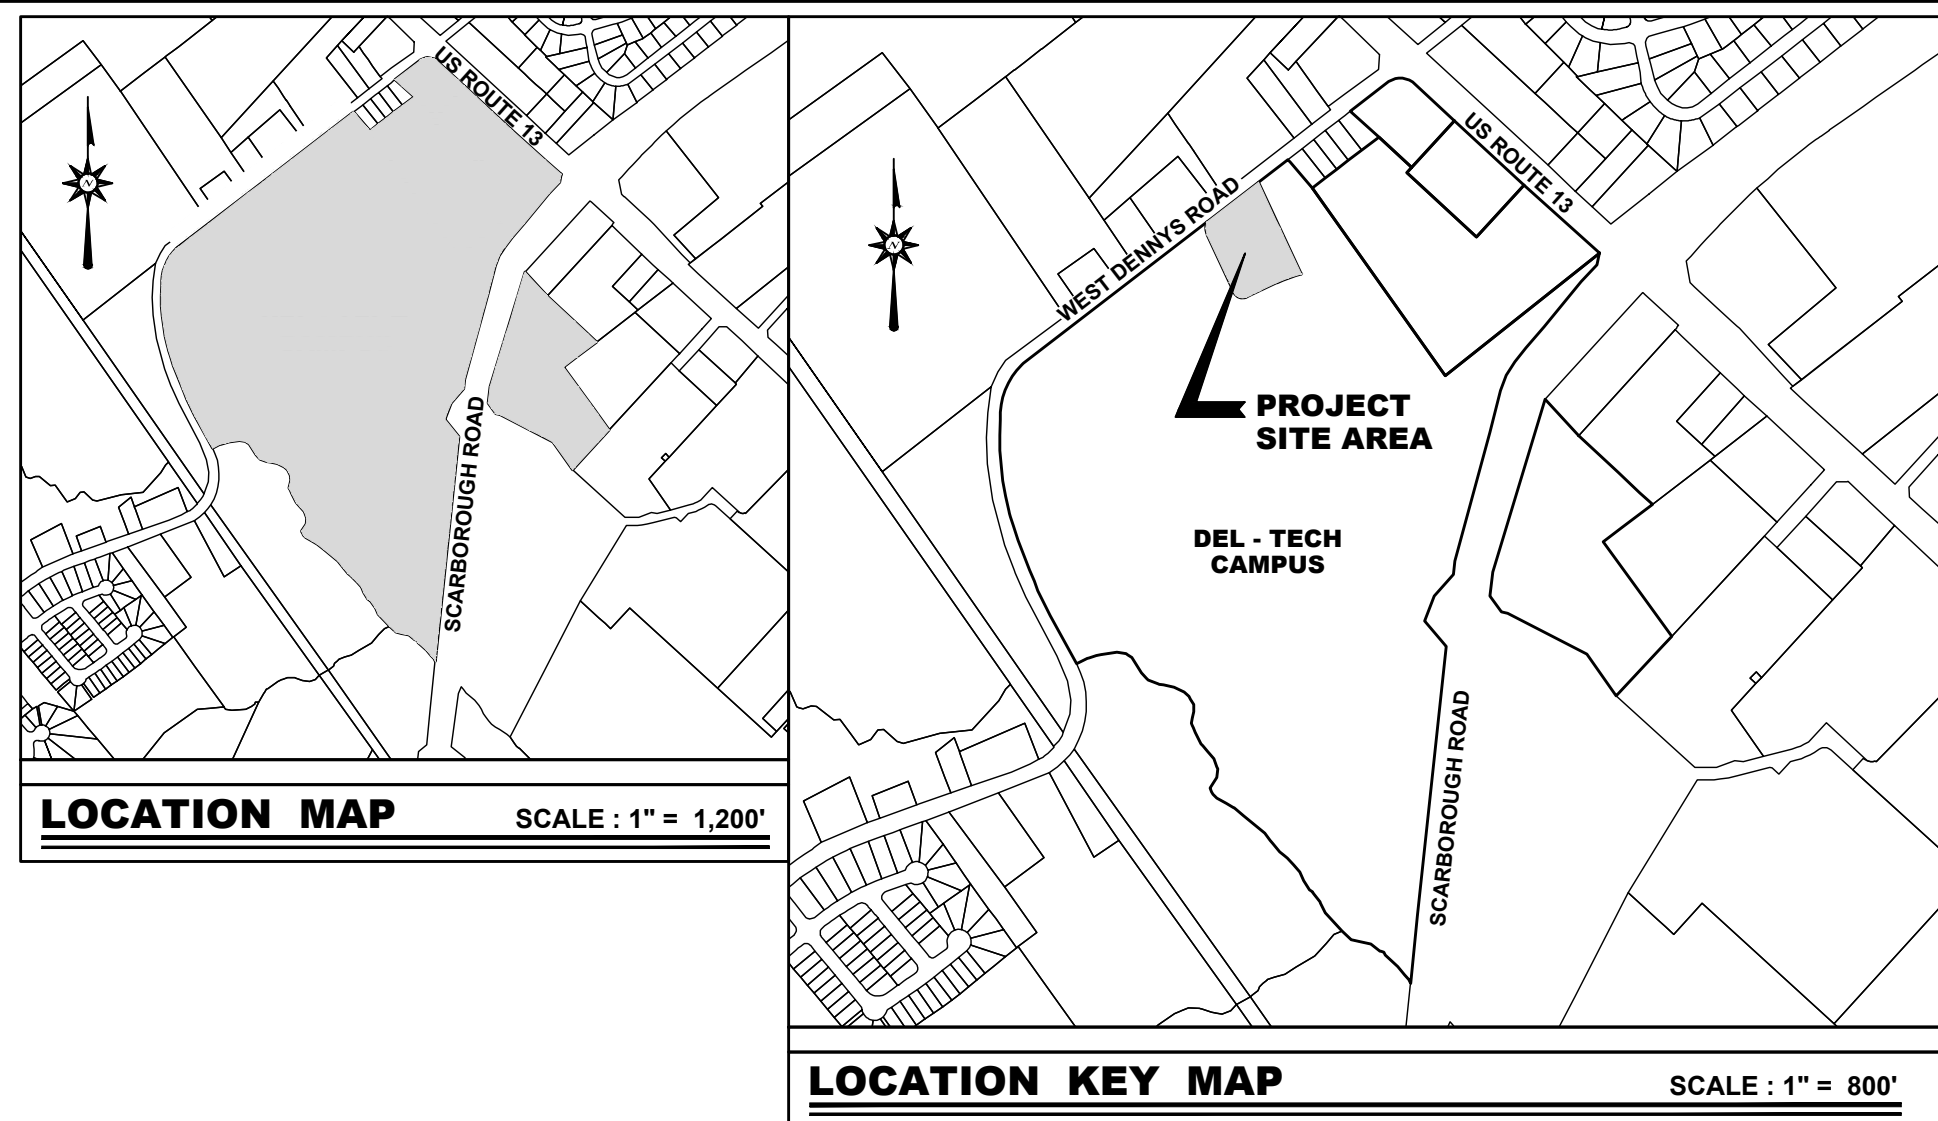 US ROUTE 13
N
SCARBOROUGH ROAD
LOCATION MAP
SCALE : 1" = 1,200'
US ROUTE 13
WEST DENNYS ROAD
N
PROJECT
SITE AREA
DEL - TECH
CAMPUS
SCARBOROUGH ROAD
LOCATION KEY MAP
SCALE : 1" = 800'